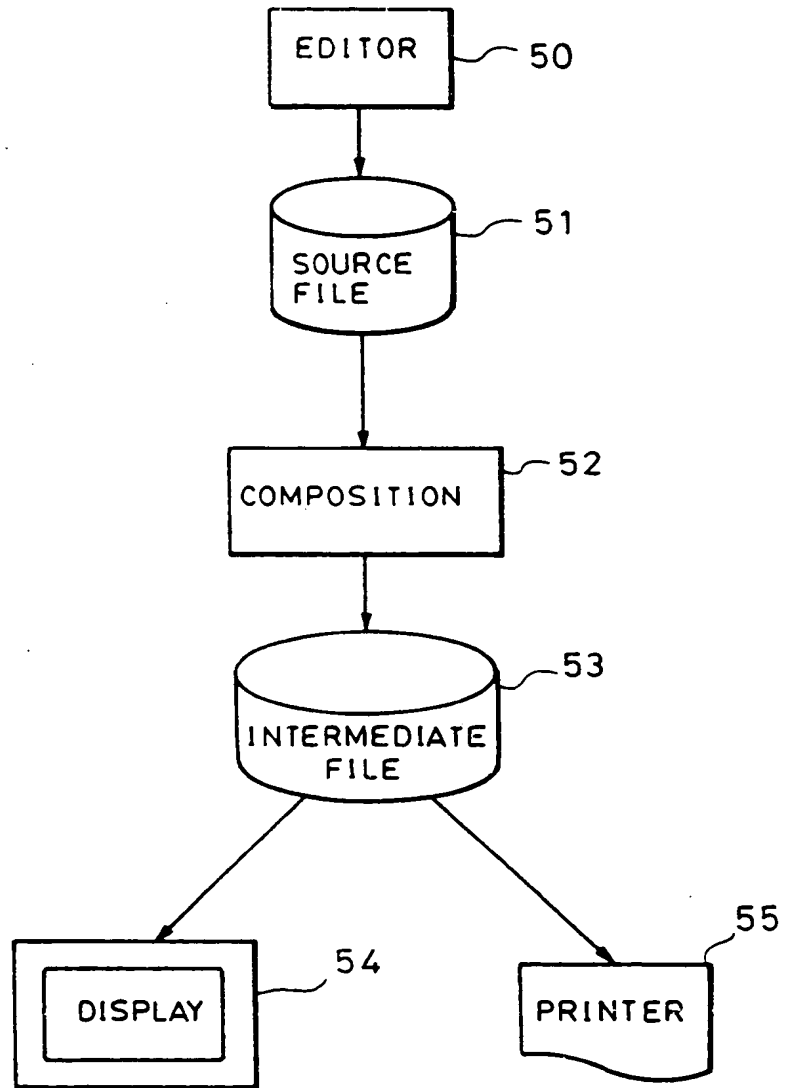 EDITOR
50
51
SOURCE
FILE
52
COMPOSITION
53
INTERMEDIATE
FILE
54
DISPLAY
55
PRINTER